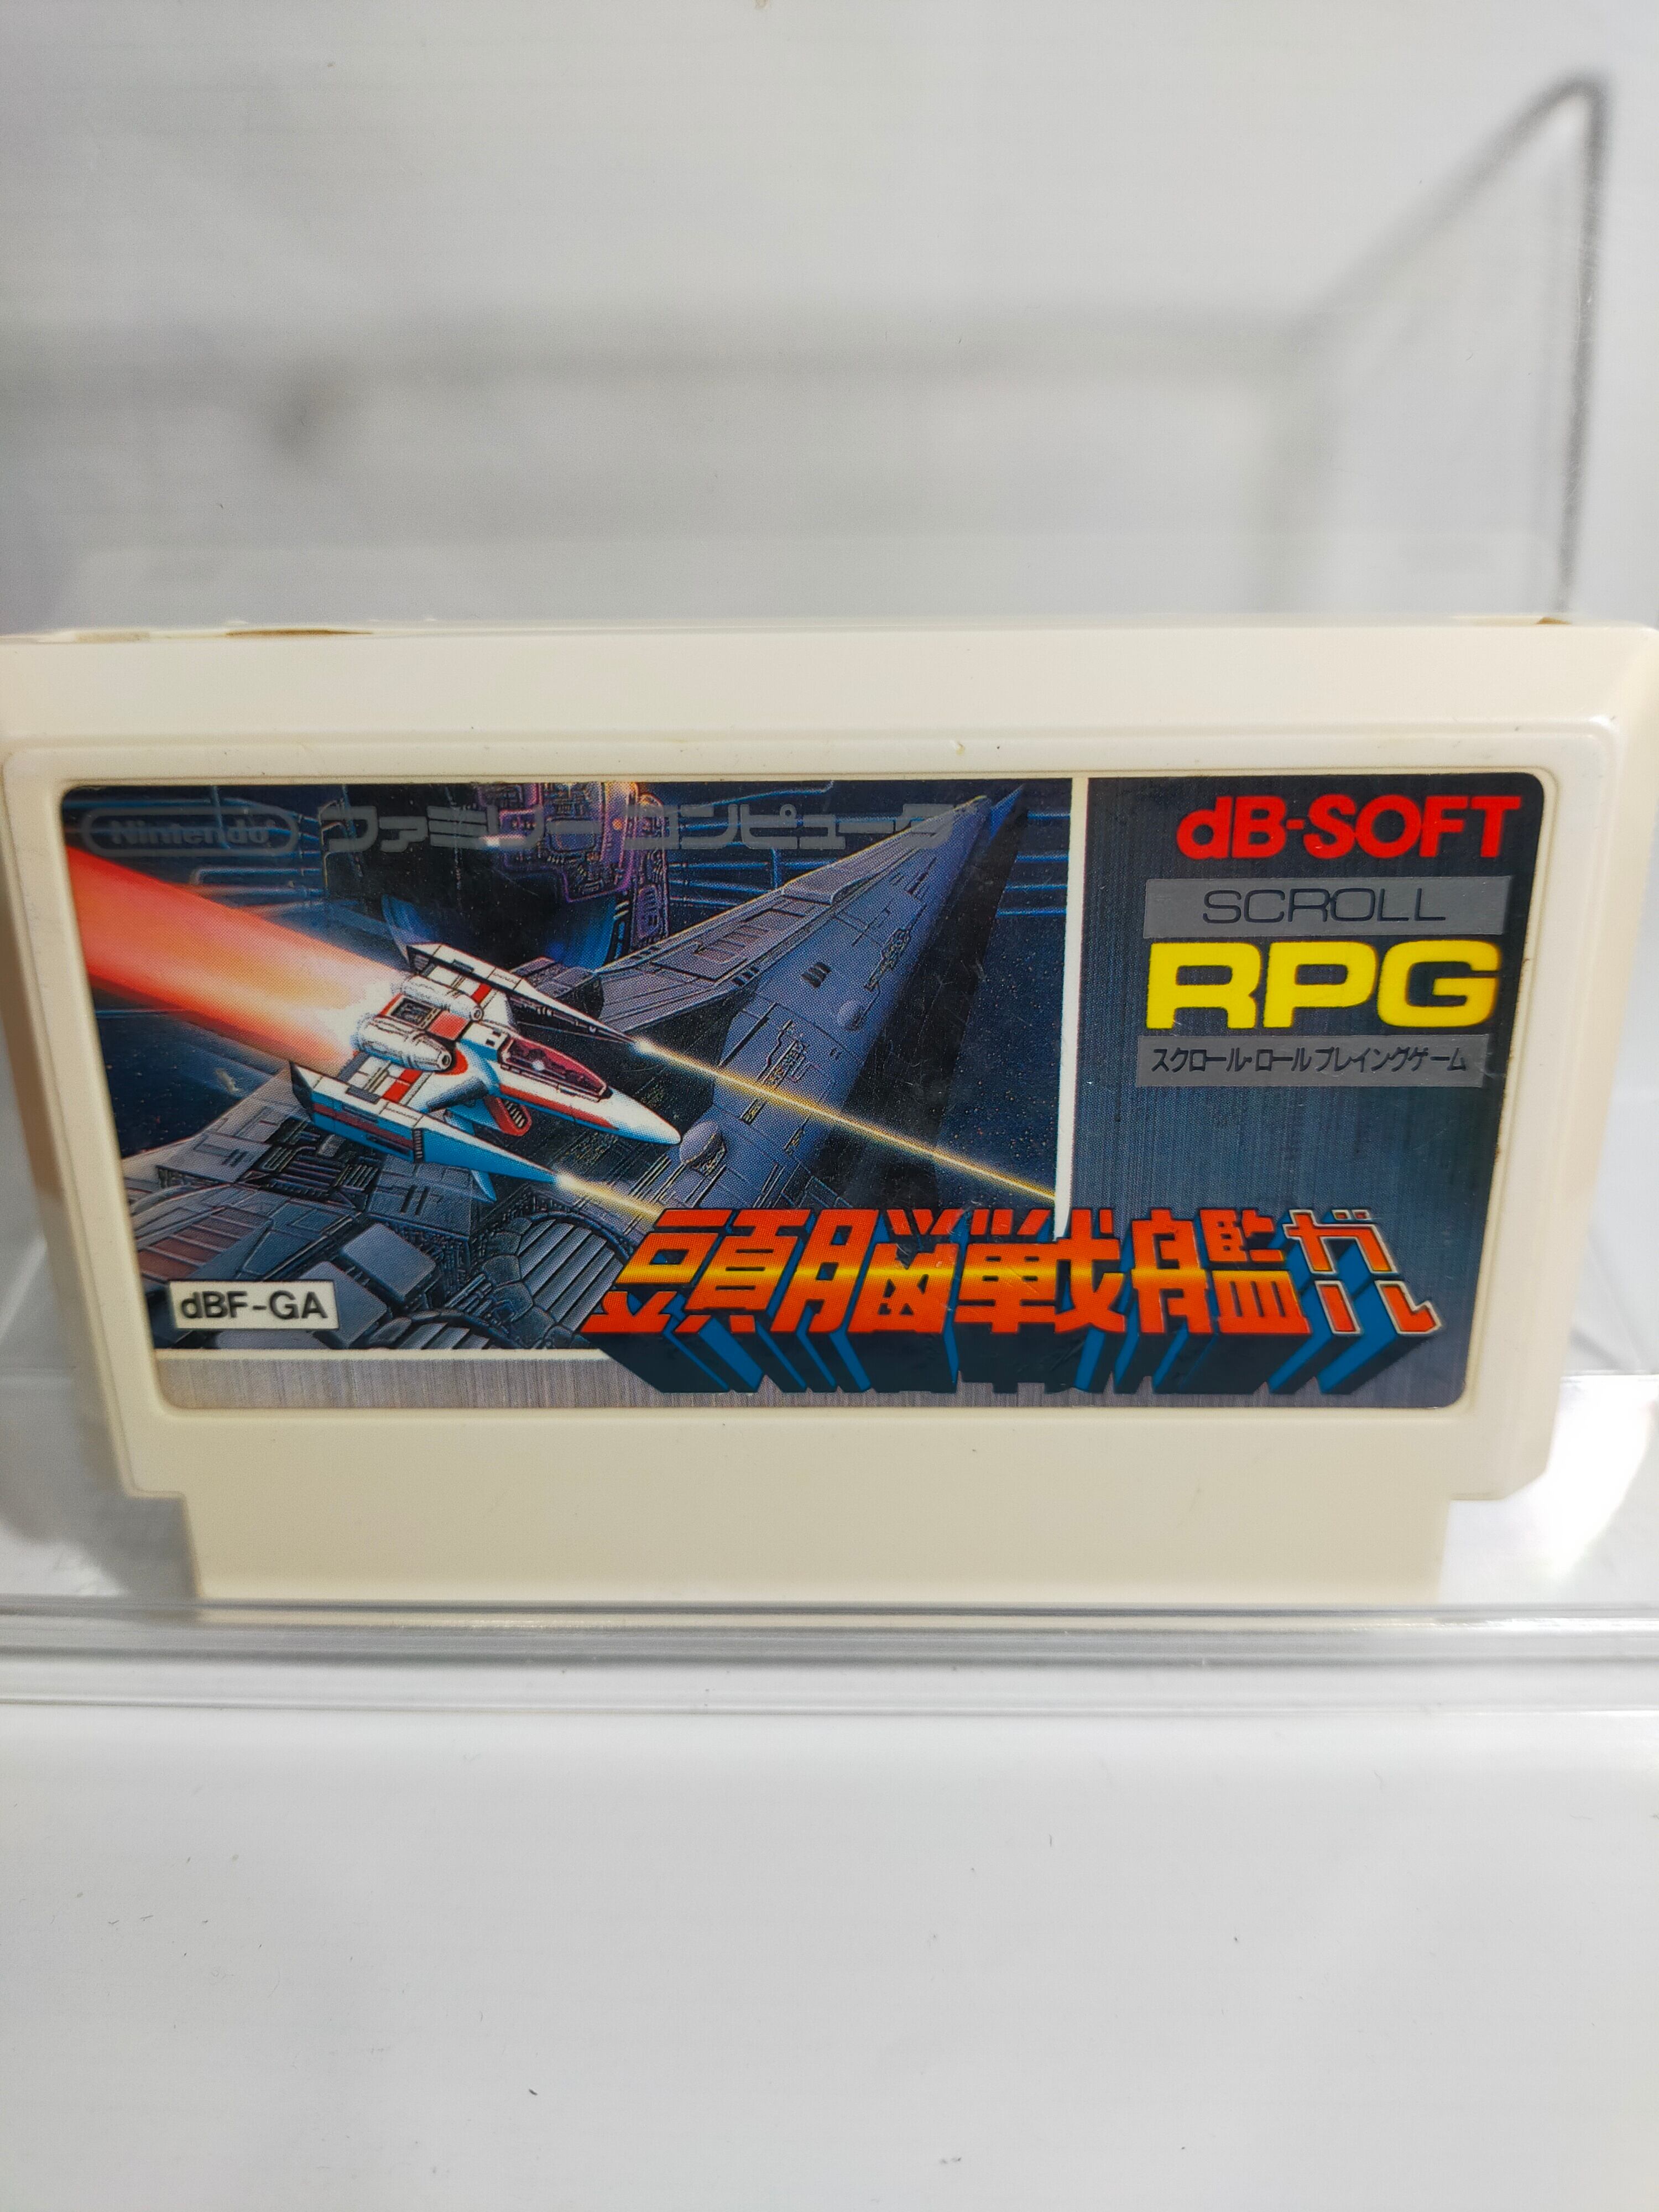 Nintendo ファミリーコンピュータ
dB-SOFT
SCROLL
RPG
スクロール・ロールプレイングゲーム
頭脳戦艦ガル
dBF-GA